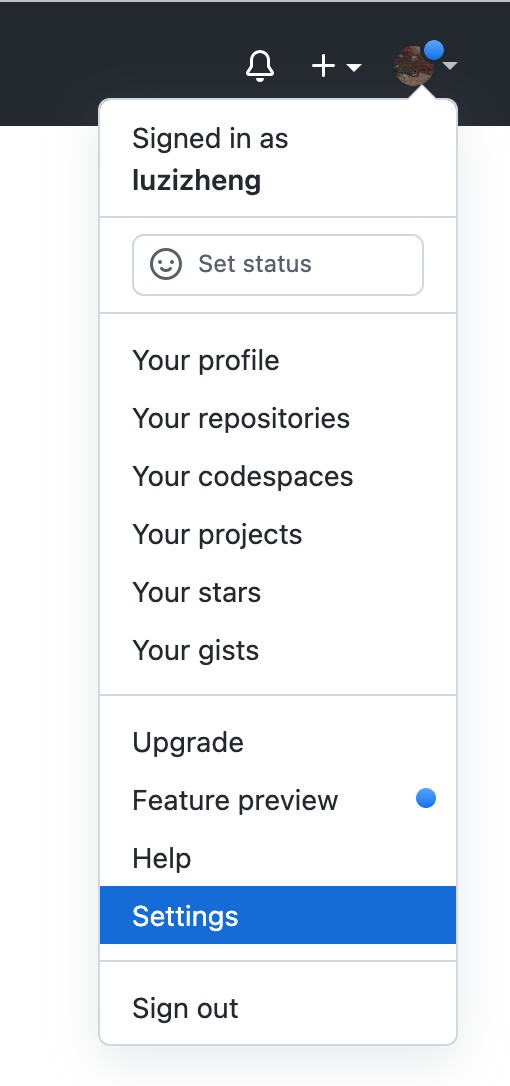 Signed in as
luzizheng
Set status
Your profile
Your repositories
Your codespaces
Your projects
Your stars
Your gists
Upgrade
Feature preview
Help
Settings
Sign out